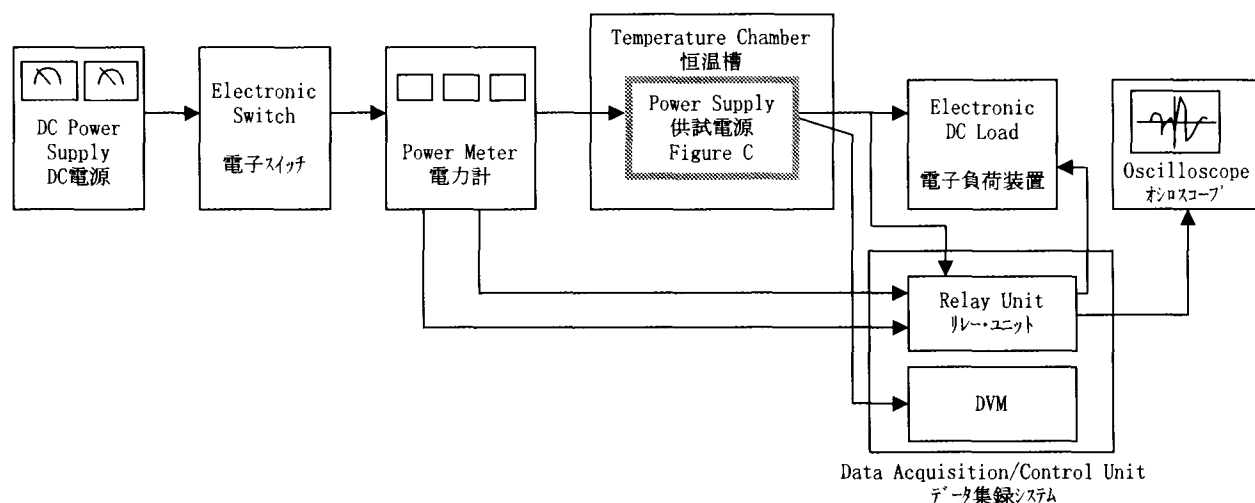 DC Power
Supply
DC電源
Electronic
Switch
電子スイッチ
Power Meter
電力計
Temperature Chamber
恒温槽
Power Supply
供試電源
Figure C
Electronic
DC Load
電子負荷装置
Oscilloscope
オシロスコープ
Relay Unit
リレー・ユニット
DVM
Data Acquisition/Control Unit
データ集録システム